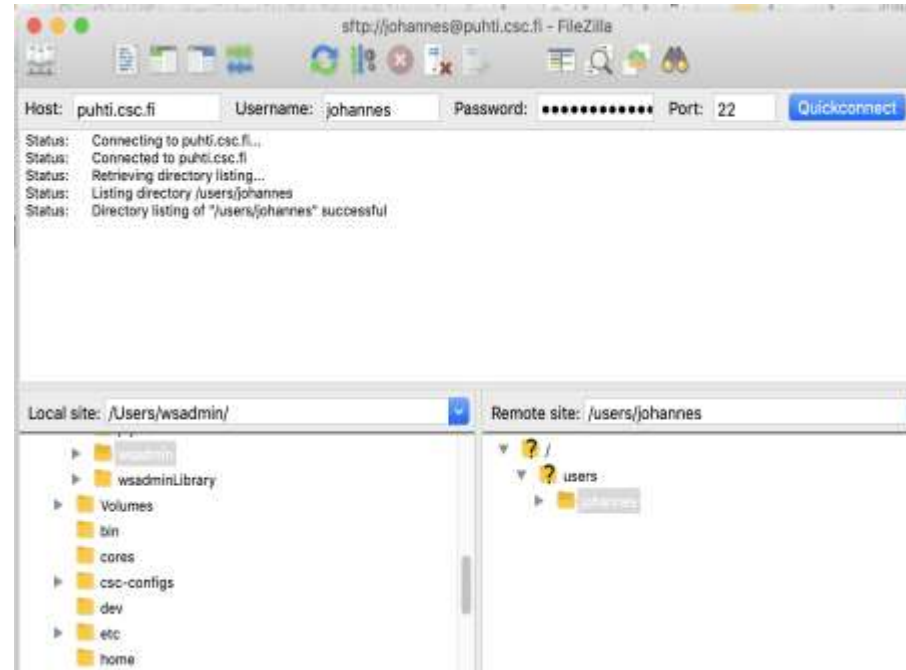 sftp://johannes@puhti.csc.fi - FileZilla
Host: puhti.csc.fi Username: johannes Password: ●●●●●●●●●●●●● Port: 22 Quickconnect
Status: Connecting to puhti.csc.fi...
Status: Connected to puhti.csc.fi
Status: Retrieving directory listing...
Status: Listing directory /users/johannes
Status: Directory listing of "/users/johannes" successful
Local site: /Users/wsadmin/
Remote site: /users/johannes
wsadmin
wsadminLibrary
Volumes
bin
cores
csc-configs
dev
etc
home
/
users
johannes